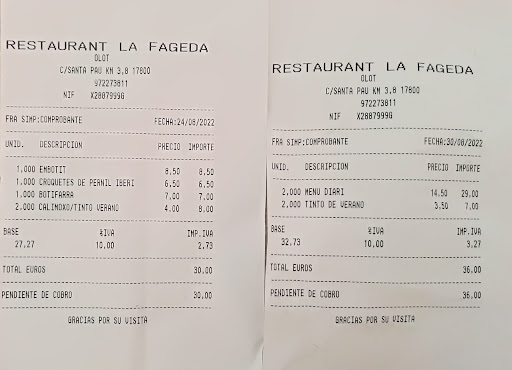 RESTAURANT LA FAGEDA
OLOT
C/SANTA PAU KM 3,8 17800
972273811
NIF X2887999G
FRA SIMP:COMPROBANTE FECHA:24/08/2022
UNID. DESCRIPCION PRECIO IMPORTE
1.000 EMBOTIT 8,50 8,50
1.000 CROQUETES DE PERNIL IBERI 6,50 6,50
1.000 BOTIFARRA 7,00 7,00
2.000 CALIMOXO/TINTO VERANO 4,00 8,00
BASE %IVA IMP.IVA
27,27 10,00 2,73
TOTAL EUROS 30,00
PENDIENTE DE COBRO 30,00
GRACIAS POR SU VISITA
RESTAURANT LA FAGEDA
OLOT
C/SANTA PAU KM 3,8 17800
972273811
NIF X2887999G
FRA SIMP:COMPROBANTE FECHA:30/08/2022
UNID. DESCRIPCION PRECIO IMPORTE
2.000 MENU DIARI 14,50 29,00
2.000 TINTO DE VERANO 3,50 7,00
BASE %IVA IMP.IVA
32,73 10,00 3,27
TOTAL EUROS 36,00
PENDIENTE DE COBRO 36,00
GRACIAS POR SU VISITA